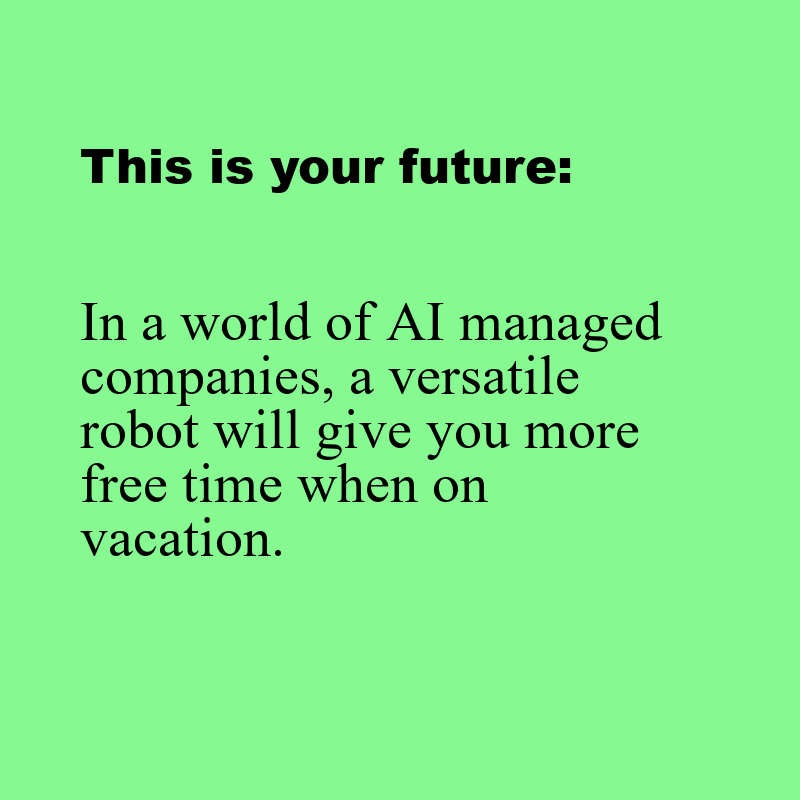 This is your future:
In a world of AI managed
companies, a versatile
robot will give you more
free time when on
vacation.